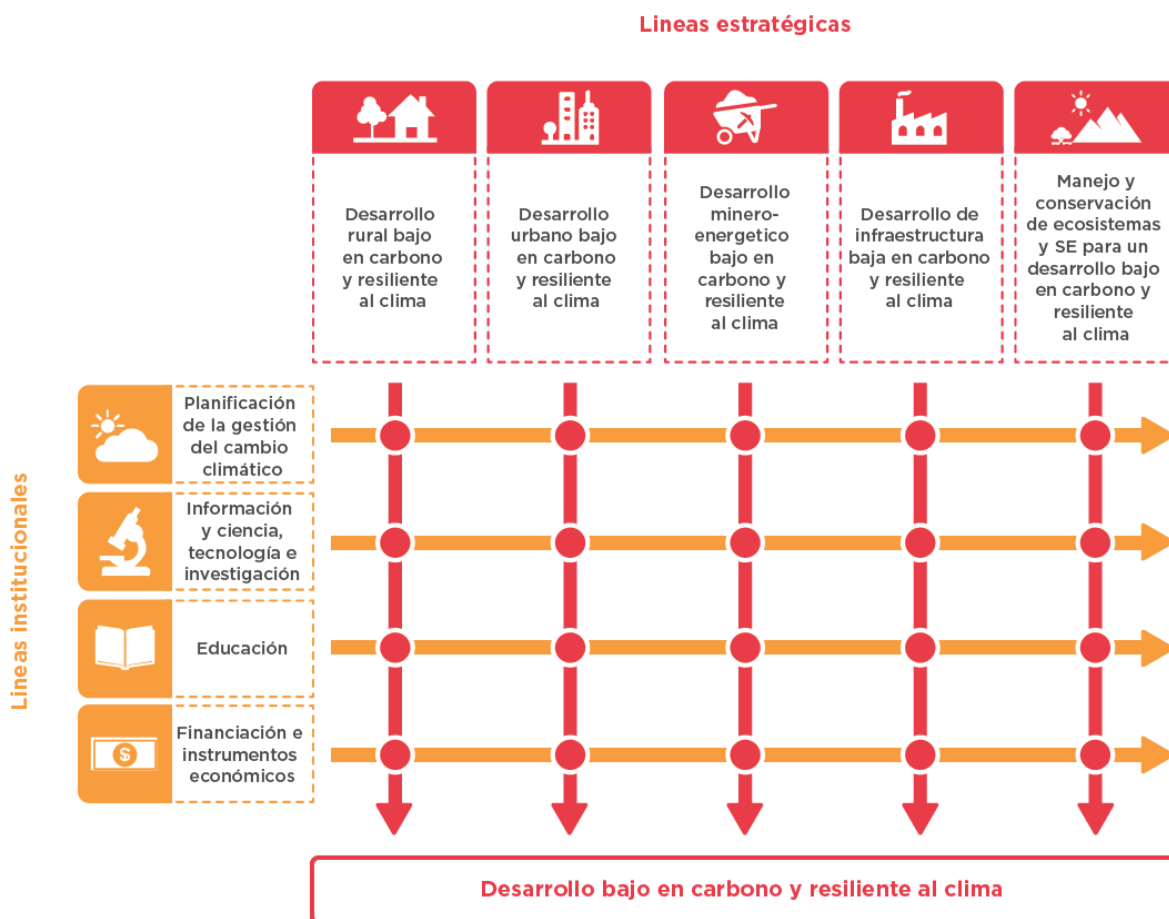 Lineas estratégicas
Desarrollo
rural bajo
en carbono
y resiliente
al clima
Desarrollo
urbano bajo
en carbono
y resiliente
al clima
Desarrollo
minero-
energetico
bajo en
carbono y
resiliente
al clima
Desarrollo de
infraestructura
baja en carbono
y resiliente
al clima
Manejo y
conservación
de ecosistemas
y SE para un
desarrollo bajo
en carbono y
resiliente
al clima
Lineas institucionales
Planificación
de la gestión
del cambio
climático
Información
y ciencia,
tecnología e
investigación
Educación
$
Financiación e
instrumentos
económicos
Desarrollo bajo en carbono y resiliente al clima